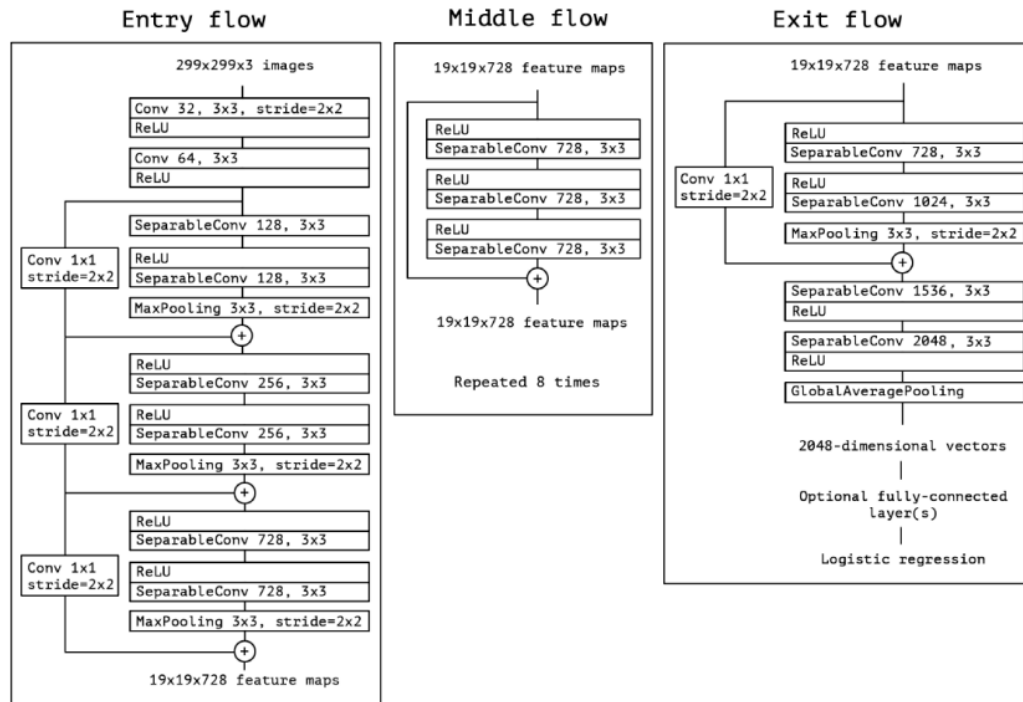 Entry flow
299x299x3 images
Conv 32, 3x3, stride=2x2
ReLU
Conv 64, 3x3
ReLU
SeparableConv 128, 3x3
Conv 1x1
stride=2x2
ReLU
SeparableConv 128, 3x3
MaxPooling 3x3, stride=2x2
+
ReLU
SeparableConv 256, 3x3
Conv 1x1
stride=2x2
ReLU
SeparableConv 256, 3x3
MaxPooling 3x3, stride=2x2
+
ReLU
SeparableConv 728, 3x3
Conv 1x1
stride=2x2
ReLU
SeparableConv 728, 3x3
MaxPooling 3x3, stride=2x2
+
19x19x728 feature maps
Middle flow
19x19x728 feature maps
ReLU
SeparableConv 728, 3x3
ReLU
SeparableConv 728, 3x3
ReLU
SeparableConv 728, 3x3
+
19x19x728 feature maps
Repeated 8 times
Exit flow
19x19x728 feature maps
ReLU
SeparableConv 728, 3x3
Conv 1x1
stride=2x2
ReLU
SeparableConv 1024, 3x3
MaxPooling 3x3, stride=2x2
+
SeparableConv 1536, 3x3
ReLU
SeparableConv 2048, 3x3
ReLU
GlobalAveragePooling
2048-dimensional vectors
Optional fully-connected
layer(s)
Logistic regression